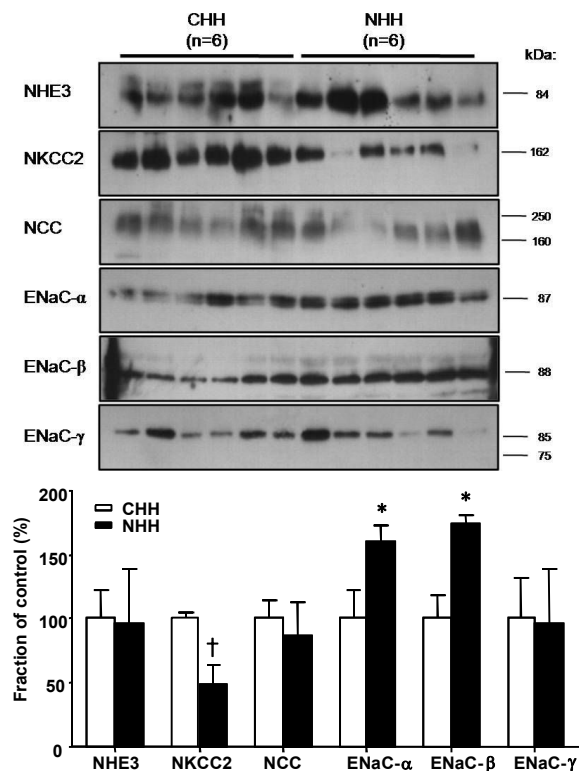 CHH NHH
(n=6) (n=6)
kDa:
NHE3 84
NKCC2 162
NCC 250
160
ENaC-α 87
ENaC-β 88
ENaC-γ 85
75
200
150
100
50
0
Fraction of control (%)
CHH
NHH
†
*
*
NHE3 NKCC2 NCC ENaC-α ENaC-β ENaC-γ